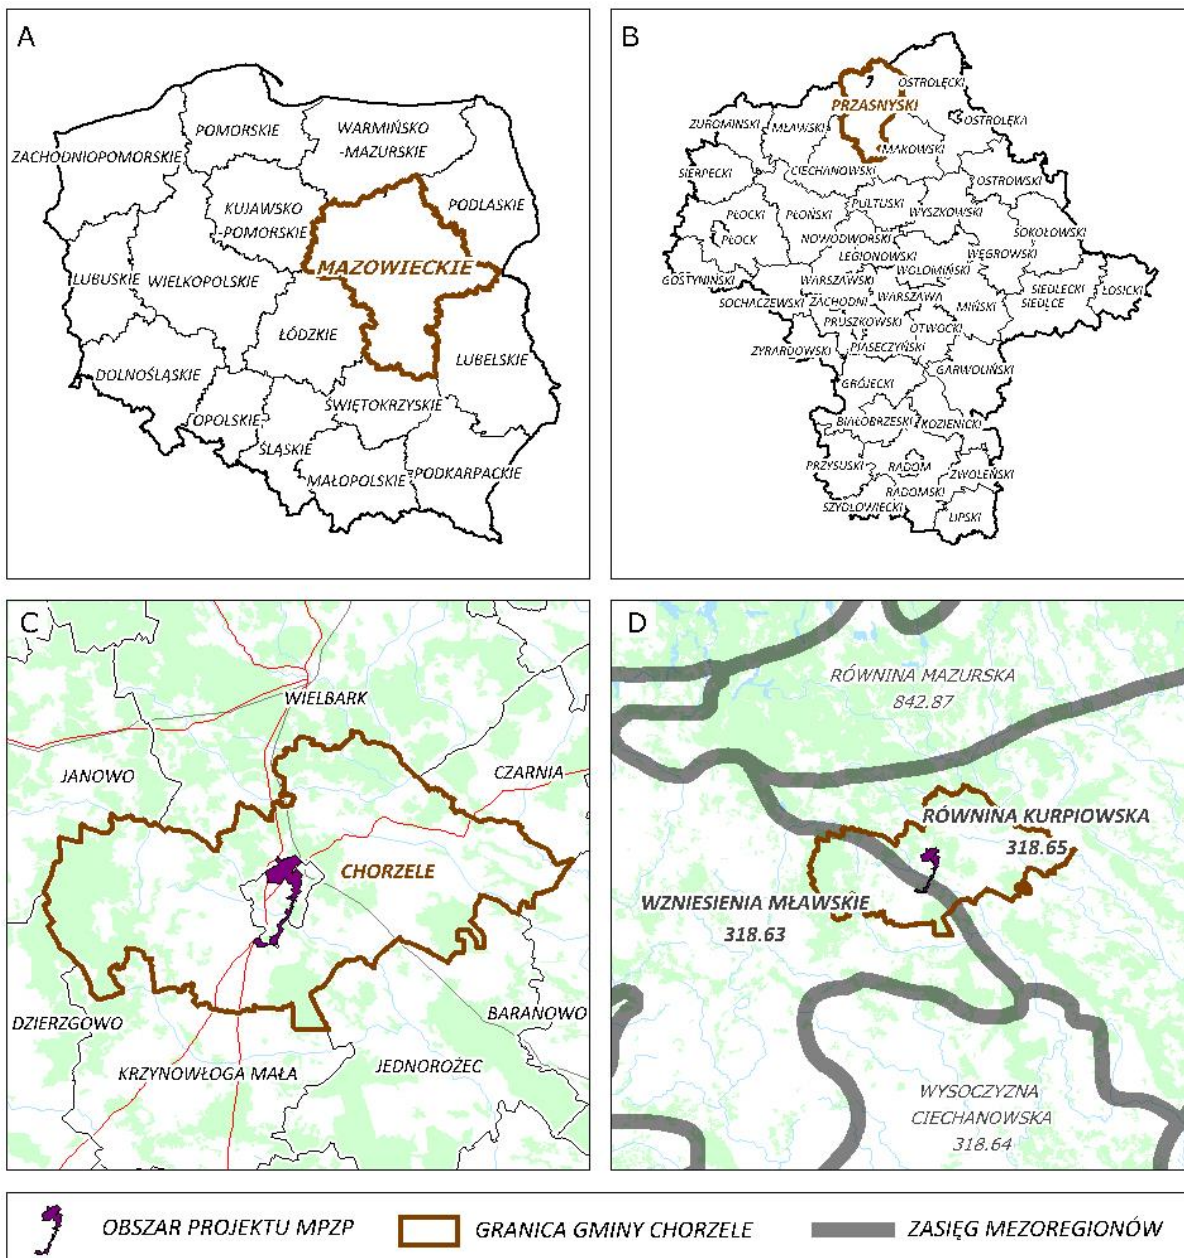 A
POMORSKIE
WARMIŃSKO
-MAZURSKIE
ZACHODNIOPOMORSKIE
KUJAWSKO
-POMORSKIE
PODLASKIE
MAZOWIECKIE
LUBUSKIE
WIELKOPOLSKIE
ŁÓDZKIE
LUBELSKIE
DOLNOŚLĄSKIE
OPOLSKIE
ŚWIĘTOKRZYSKIE
ŚLĄSKIE
MAŁOPOLSKIE
PODKARPACKIE
B
OSTROŁĘCKI
PRZASNYSKI
ŻUROMIŃSKI
MŁAWSKI
OSTROŁĘKA
MAKOWSKI
SIERPECKI
CIECHANOWSKI
OSTROWSKI
PŁOCKI
PŁOŃSKI
PUŁTUSKI
WYSZKOWSKI
SOKOŁOWSKI
PŁOCK
NOWODWORSKI
WĘGROWSKI
LEGIONOWSKI
WOŁOMIŃSKI
GOSTYNIŃSKI
WARSZAWSKI
SIEDLECKI
ŁOSICKI
SOCHACZEWSKI
ZACHODNI
WARSZAWA
MIŃSKI
SIEDLCE
PRUSZKOWSKI
OTWOCKI
ŻYRARDOWSKI
PIASECZYŃSKI
GARWOLIŃSKI
GRÓJECKI
BIAŁOBRZESKI
KOZIENICKI
PRZYSUSKI
RADOM
ZWOLEŃSKI
RADOMSKI
SZYDŁOWIECKI
LIPSKI
C
WIELBARK
JANOWO
CZARNIA
CHORZELE
DZIERZGOWO
BARANOWO
KRZYNOWŁOGA MAŁA
JEDNOROŻEC
D
RÓWNINA MAZURSKA
842.87
RÓWNINA KURPIOWSKA
318.65
WZNIESIENIA MŁAWSKIE
318.63
WYSOCZYZNA
CIECHANOWSKA
318.64
OBSZAR PROJEKTU MPZP
GRANICA GMINY CHORZELE
ZASIĘG MEZOREGIONÓW